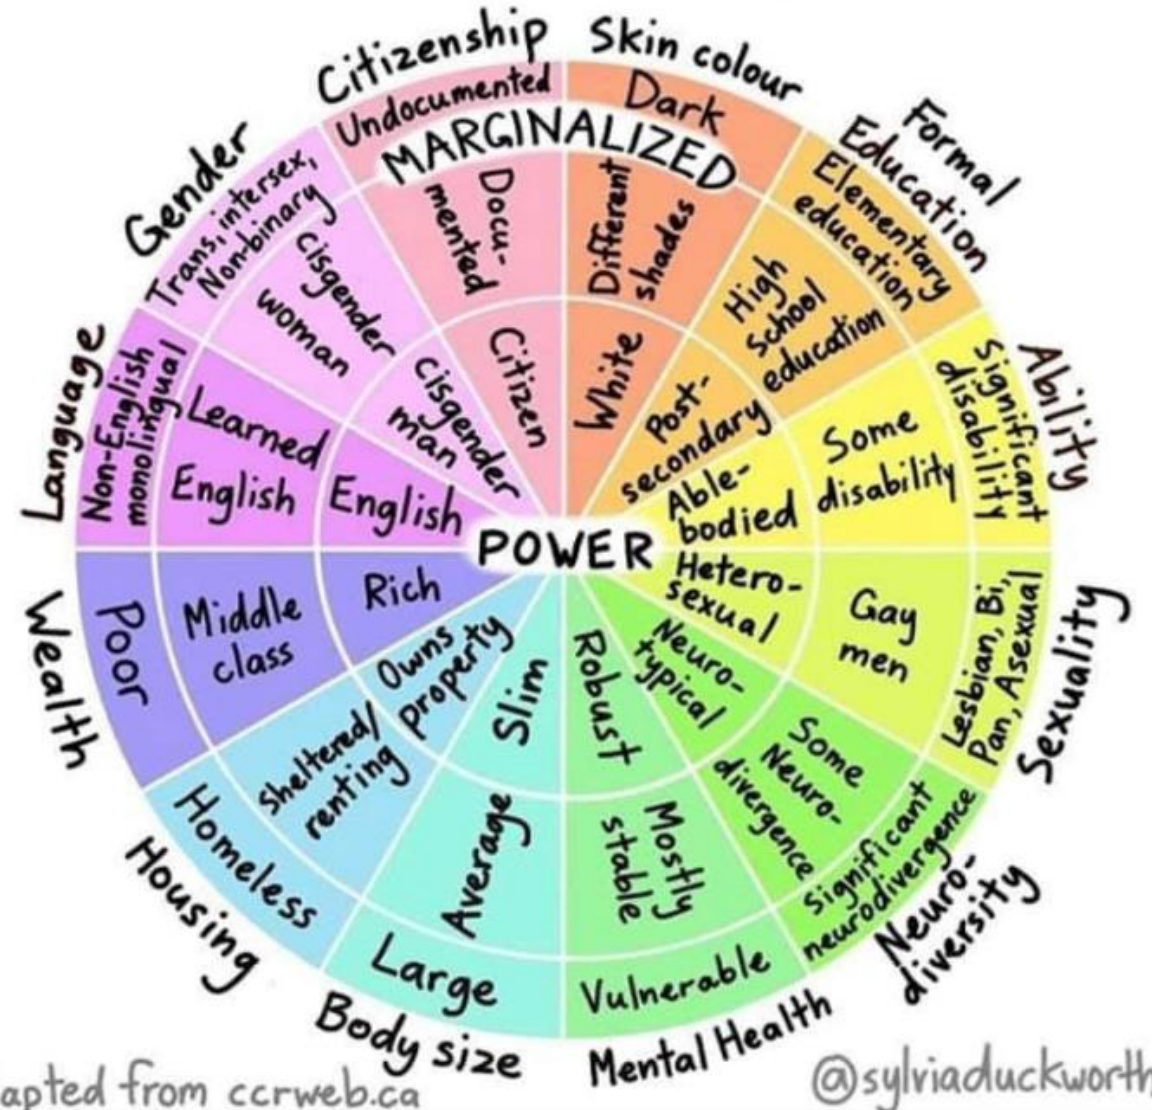 Citizenship
Undocumented
Docu-
mented
Citizen
Skin colour
Dark
Different
shades
White
Formal
Education
Elementary
education
High
School
education
Post-
secondary
Ability
Significant
disability
Some
disability
Able-
bodied
Sexuality
Lesbian, Bi,
Pan, Asexual
Gay
men
Hetero-
sexual
Neuro-
diversity
Significant
neurodivergence
Some
Neuro-
divergence
Neuro-
typical
Mental Health
Vulnerable
Mostly
stable
Robust
Body size
Large
Average
Slim
Housing
Homeless
Sheltered/
renting
Owns
property
Wealth
Poor
Middle
class
Rich
Language
Non-English
monolingual
Learned
English
English
Gender
Trans, intersex,
Non-binary
cisgender
woman
cisgender
man
MARGINALIZED
POWER
apted from ccrweb.ca
@sylviaduckworth